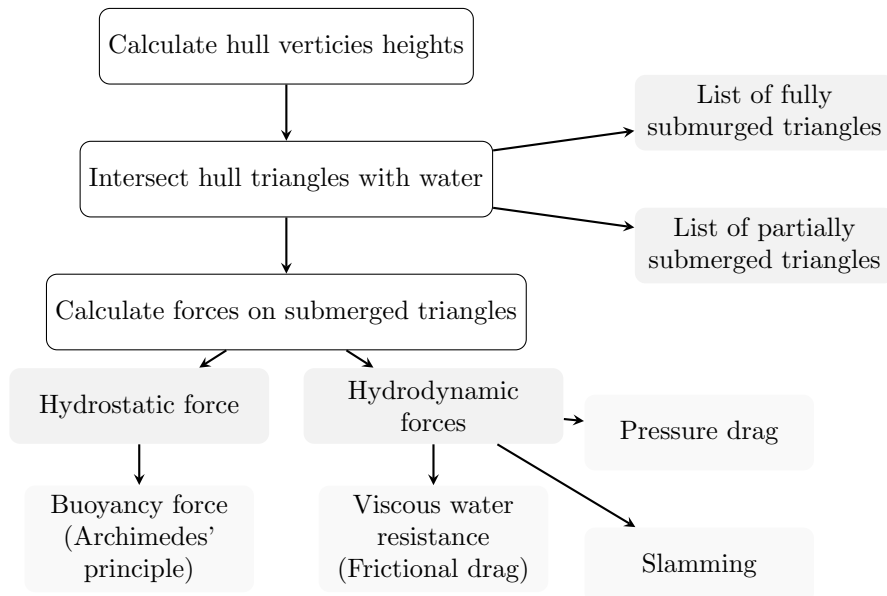 Calculate hull verticies heights
List of fully
submurged triangles
Intersect hull triangles with water
List of partially
submerged triangles
Calculate forces on submerged triangles
Hydrostatic force
Hydrodynamic
forces
Pressure drag
Buoyancy force
(Archimedes'
principle)
Viscous water
resistance
(Frictional drag)
Slamming